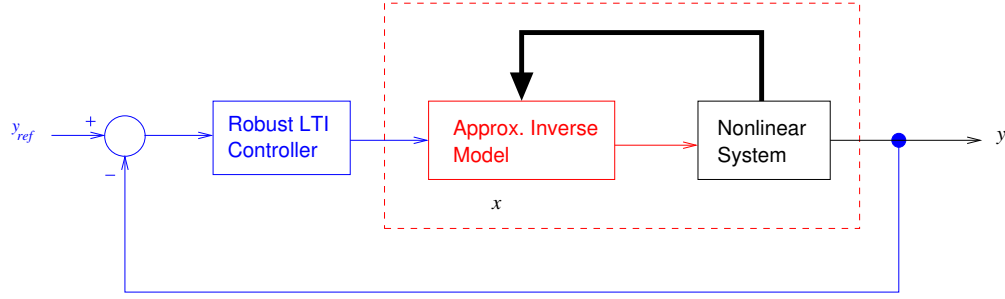 y_ref
+
−
Robust LTI
Controller
Approx. Inverse
Model
x
Nonlinear
System
y